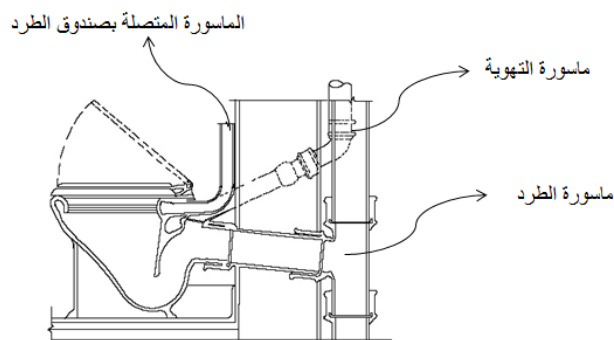 الماسورة المتصلة بصندوق الطرد
ماسورة التهوية
ماسورة الطرد